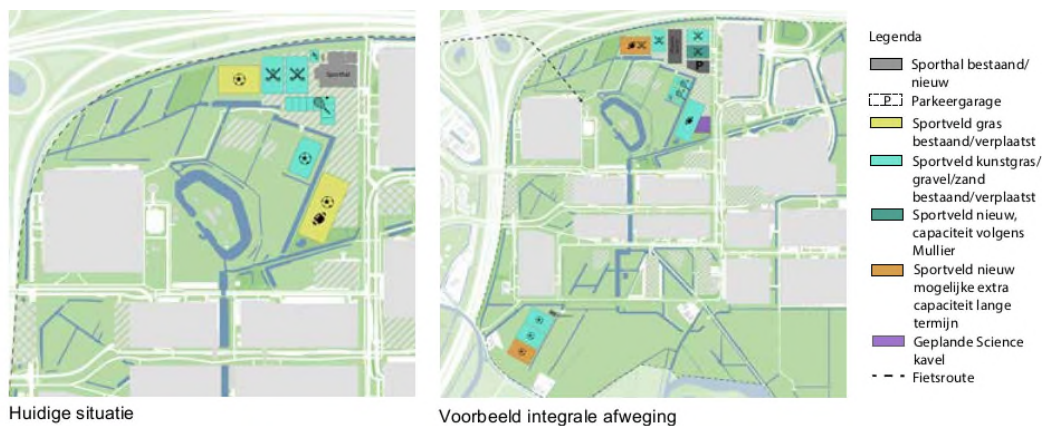 Sporthal
P
Legenda
Sporthal bestaand/
nieuw
P Parkeergarage
Sportveld gras
bestaand/verplaatst
Sportveld kunstgras/
gravel/zand
bestaand/verplaatst
Sportveld nieuw,
capaciteit volgens
Mullier
Sportveld nieuw
mogelijke extra
capaciteit lange
termijn
Geplande Science
kavel
Fietsroute
Huidige situatie
Voorbeeld integrale afweging